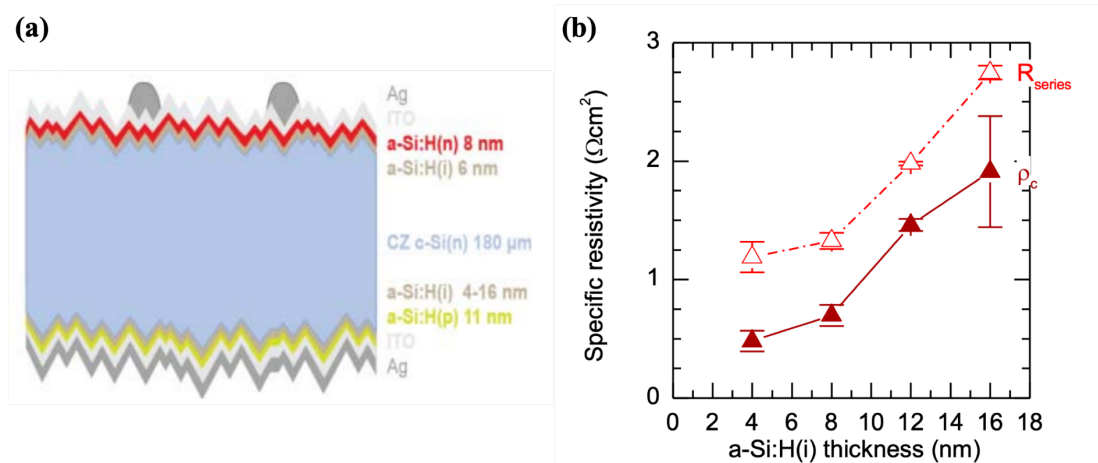 (a)
Ag
ITO
a-Si:H(n) 8 nm
a-Si:H(i) 6 nm
CZ c-Si(n) 180 µm
a-Si:H(i) 4-16 nm
a-Si:H(p) 11 nm
ITO
Ag
(b)
Specific resistivity (Ωcm²)
3
2
1
0
R_series
ρ_c
0 2 4 6 8 10 12 14 16 18
a-Si:H(i) thickness (nm)